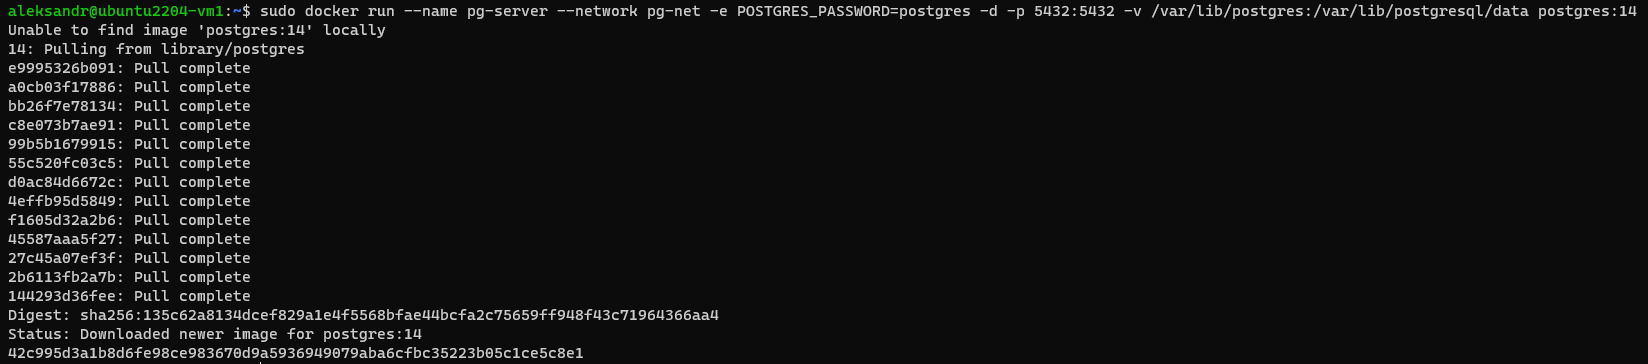 aleksandr@ubuntu2204-vm1:~$ sudo docker run --name pg-server --network pg-net -e POSTGRES_PASSWORD=postgres -d -p 5432:5432 -v /var/lib/postgres:/var/lib/postgresql/data postgres:14
Unable to find image 'postgres:14' locally
14: Pulling from library/postgres
e9995326b091: Pull complete
a0cb03f17886: Pull complete
bb26f7e78134: Pull complete
c8e073b7ae91: Pull complete
99b5b1679915: Pull complete
55c520fc03c5: Pull complete
d0ac84d6672c: Pull complete
4effb95d5849: Pull complete
f1605d32a2b6: Pull complete
45587aaa5f27: Pull complete
27c45a07ef3f: Pull complete
2b6113fb2a7b: Pull complete
144293d36fee: Pull complete
Digest: sha256:135c62a8134dcef829a1e4f5568bfae44bcfa2c75659ff948f43c71964366aa4
Status: Downloaded newer image for postgres:14
42c995d3a1b8d6fe98ce983670d9a5936949079aba6cfbc35223b05c1ce5c8e1